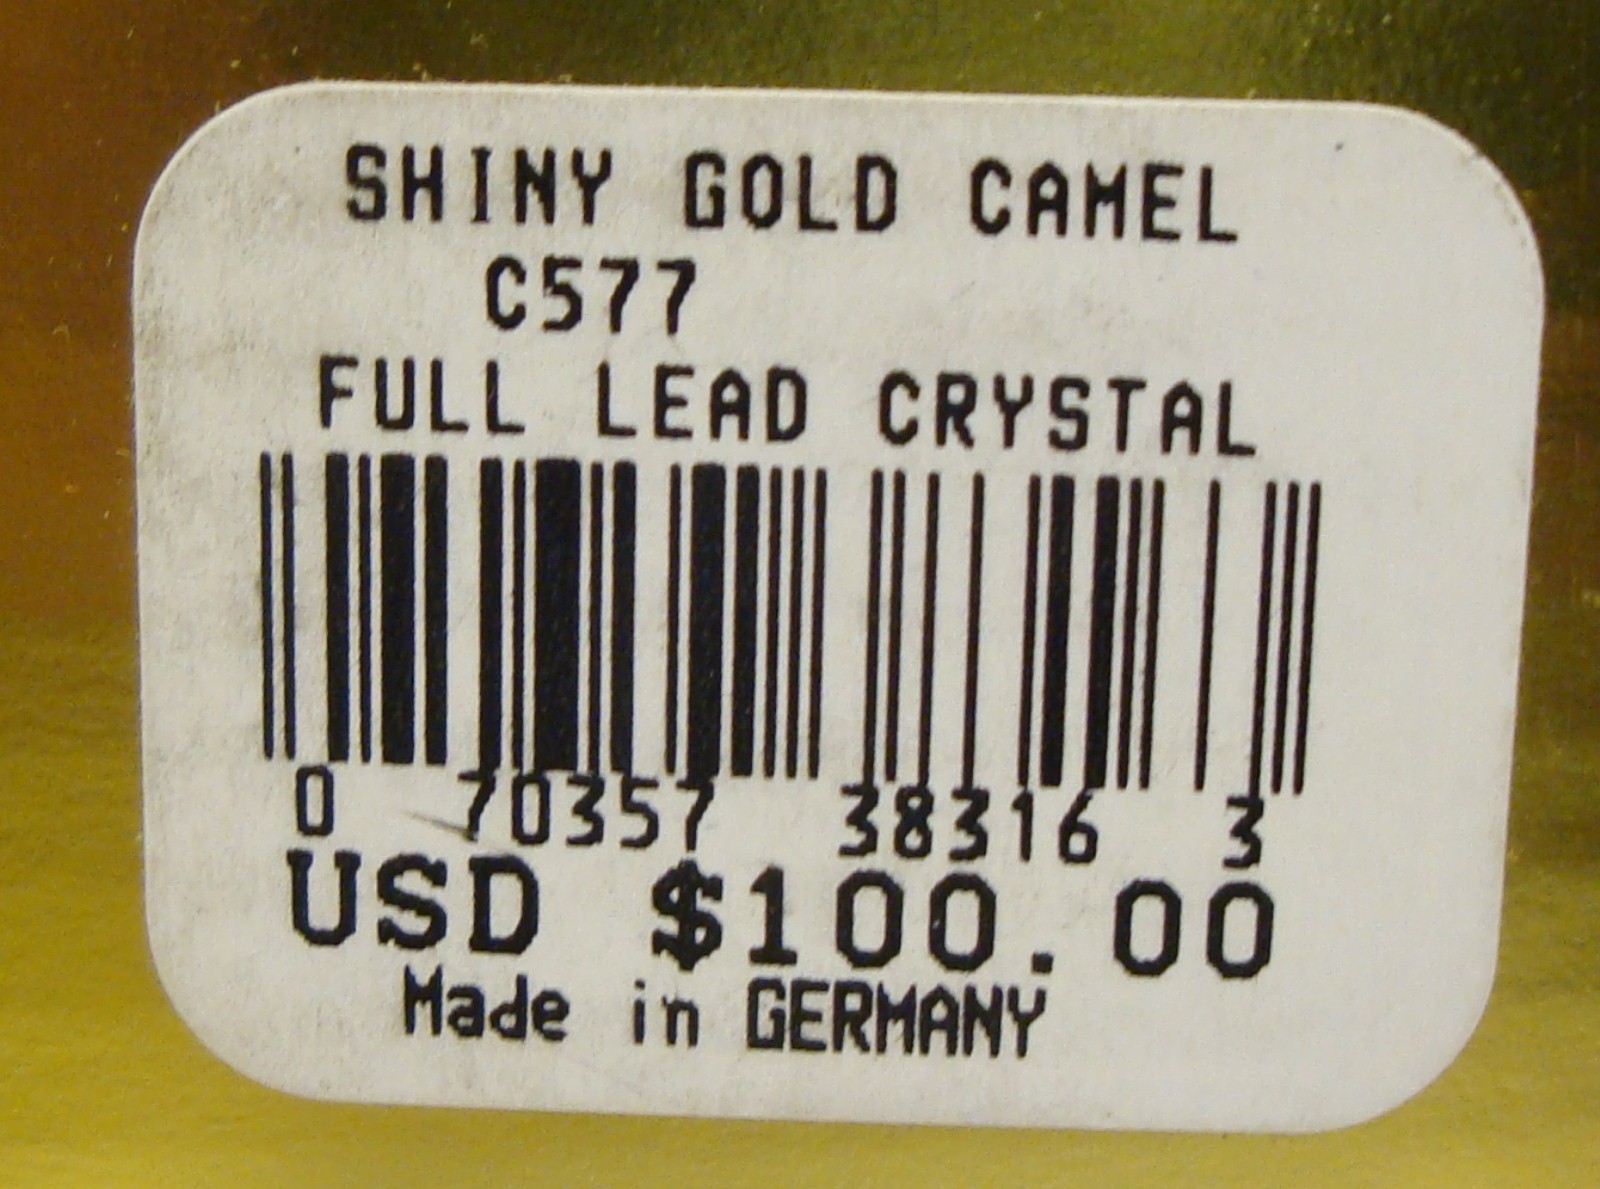 SHINY GOLD CAMEL
C577
FULL LEAD CRYSTAL
0 70357 38316 3
USD $100.00
Made in GERMANY